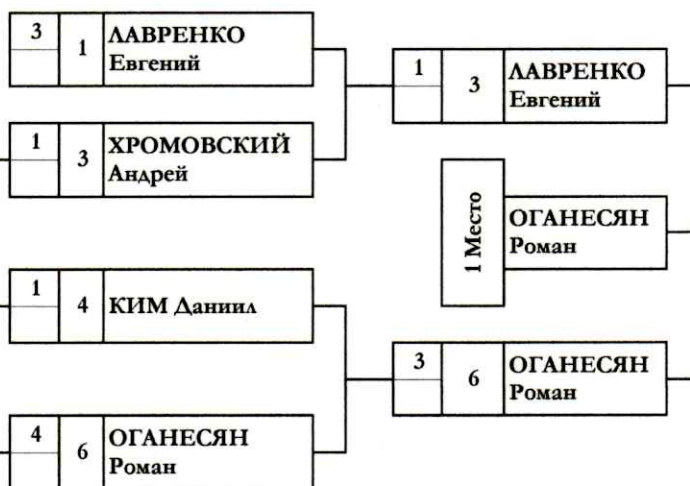 3
1
ЛАВРЕНКО
Евгений
1
3
ХРОМОВСКИЙ
Андрей
1
4
КИМ Даниил
4
6
ОГАНЕСЯН
Роман
1
3
ЛАВРЕНКО
Евгений
1 Место
ОГАНЕСЯН
Роман
3
6
ОГАНЕСЯН
Роман